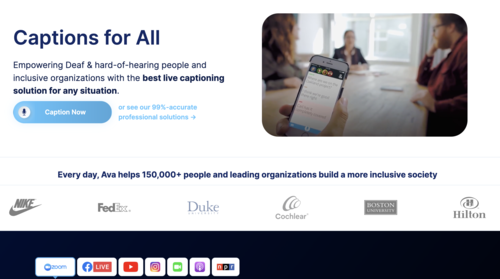 Captions for All
Empowering Deaf & hard-of-hearing people and
inclusive organizations with the best live captioning
solution for any situation.
Caption Now
or see our 99%-accurate
professional solutions →
Every day, Ava helps 150,000+ people and leading organizations build a more inclusive society
NIKE
FedEx
Duke
UNIVERSITY
Cochlear
BOSTON
UNIVERSITY
Hilton
zoom
LIVE
npr